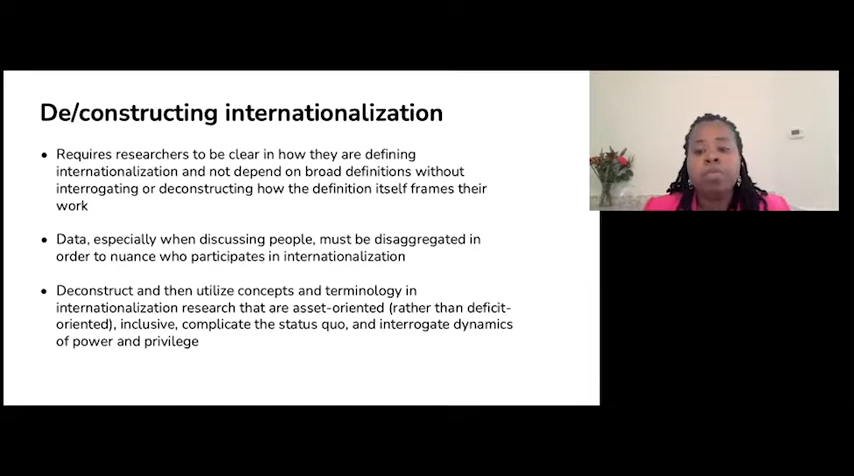 De/constructing internationalization
• Requires researchers to be clear in how they are defining
internationalization and not depend on broad definitions without
interrogating or deconstructing how the definition itself frames their
work
• Data, especially when discussing people, must be disaggregated in
order to nuance who participates in internationalization
• Deconstruct and then utilize concepts and terminology in
internationalization research that are asset-oriented (rather than deficit-
oriented), inclusive, complicate the status quo, and interrogate dynamics
of power and privilege